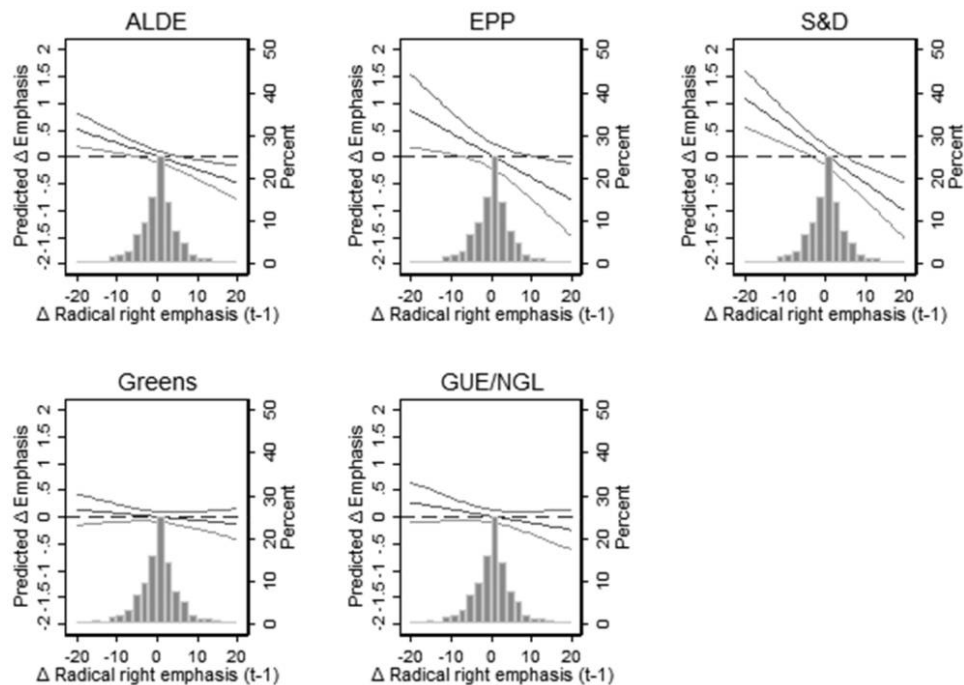 ALDE
EPP
S&D
Predicted Δ Emphasis
-2 -1.5 -1 -.5 0 .5 1 1.5 2
0 10 20 30 40 50
Percent
-20 -10 0 10 20
Δ Radical right emphasis (t-1)
Predicted Δ Emphasis
-2 -1.5 -1 -.5 0 .5 1 1.5 2
0 10 20 30 40 50
Percent
-20 -10 0 10 20
Δ Radical right emphasis (t-1)
Predicted Δ Emphasis
-2 -1.5 -1 -.5 0 .5 1 1.5 2
0 10 20 30 40 50
Percent
-20 -10 0 10 20
Δ Radical right emphasis (t-1)
Greens
GUE/NGL
Predicted Δ Emphasis
-2 -1.5 -1 -.5 0 .5 1 1.5 2
0 10 20 30 40 50
Percent
-20 -10 0 10 20
Δ Radical right emphasis (t-1)
Predicted Δ Emphasis
-2 -1.5 -1 -.5 0 .5 1 1.5 2
0 10 20 30 40 50
Percent
-20 -10 0 10 20
Δ Radical right emphasis (t-1)